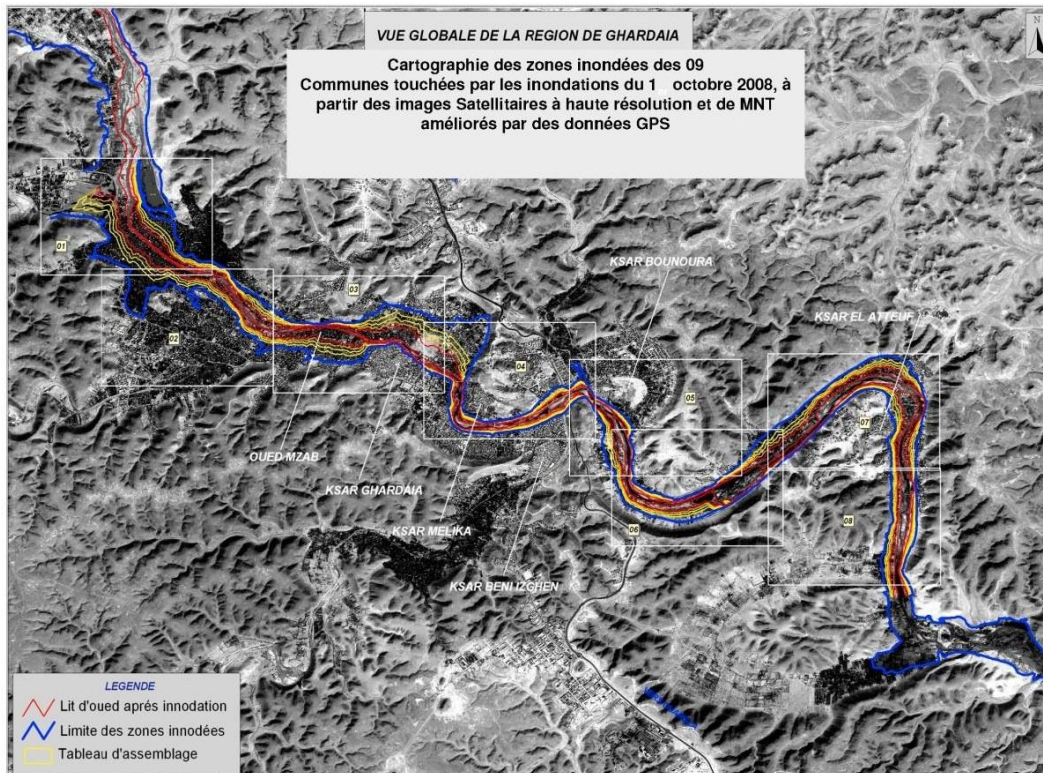 VUE GLOBALE DE LA REGION DE GHARDAIA
Cartographie des zones inondées des 09
Communes touchées par les inondations du 1er octobre 2008, à
partir des images Satellitaires à haute résolution et de MNT
améliorés par des données GPS
N
01
02
03
04
05
06
07
08
KSAR BOUNOURA
KSAR EL ATTEUF
OUED MZAB
KSAR GHARDAIA
KSAR MELIKA
KSAR BENI IZGHEN
LEGENDE
Lit d'oued aprés innodation
Limite des zones innodées
Tableau d'assemblage